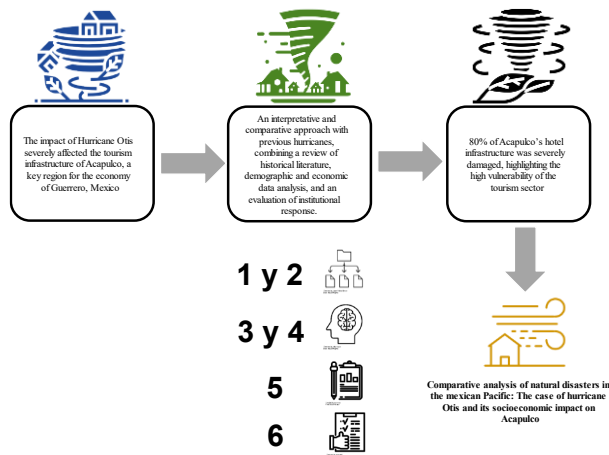 The impact of Hurricane Otis
severely affected the tourism
infrastructure of Acapulco, a
key region for the economy
of Guerrero, Mexico
An interpretative and
comparative approach with
previous hurricanes,
combining a review of
historical literature,
demographic and economic
data analysis, and an
evaluation of institutional
response.
80% of Acapulco’s hotel
infrastructure was severely
damaged, highlighting the
high vulnerability of the
tourism sector
1 y 2
3 y 4
5
6
Comparative analysis of natural disasters in
the mexican Pacific: The case of hurricane
Otis and its socioeconomic impact on
Acapulco